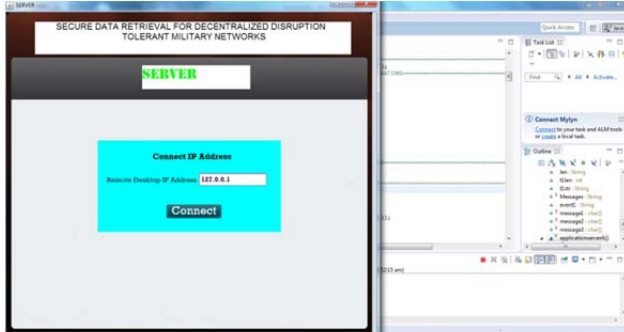 SERVER
SECURE DATA RETRIEVAL FOR DECENTRALIZED DISRUPTION
TOLERANT MILITARY NETWORKS
SERVER
Connect IP Address
Remote Desktop IP Address 127.0.0.1
Connect
Quick Access
Java
Task List
Find
All
Activate...
Connect Mylyn
Connect to your task and ALM tools
or create a local task.
Outline
len : String
tLen : int
Messages : String
event1 : String
message1 : char[]
message2 : char[]
message3 : char[]
applicationserverk()